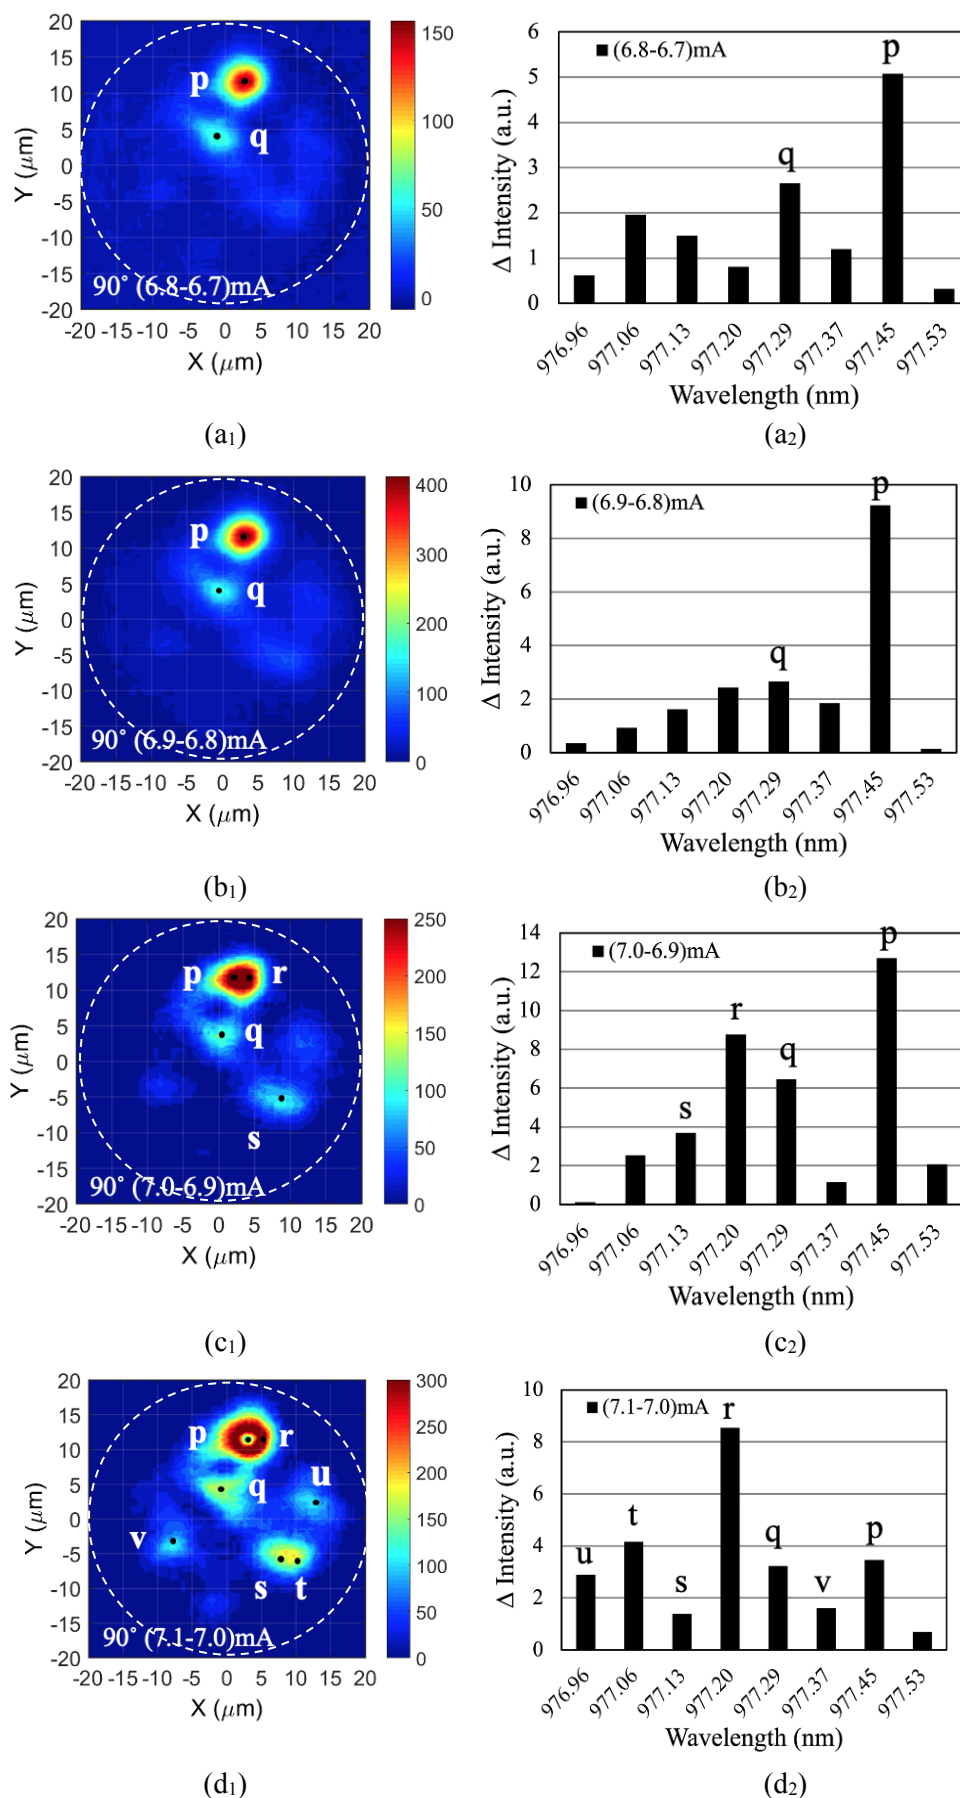 20
15
10
5
0
-5
-10
-15
-20
Y (μm)
p
q
90˚ (6.8-6.7)mA
-20 -15 -10 -5 0 5 10 15 20
X (μm)
150
100
50
0
(a1)
6
5
4
3
2
1
0
Δ Intensity (a.u.)
(6.8-6.7)mA
q
p
976.96 977.06 977.13 977.20 977.29 977.37 977.45 977.53
Wavelength (nm)
(a2)
20
15
10
5
0
-5
-10
-15
-20
Y (μm)
p
q
90˚ (6.9-6.8)mA
-20 -15 -10 -5 0 5 10 15 20
X (μm)
400
300
200
100
0
(b1)
10
8
6
4
2
0
Δ Intensity (a.u.)
(6.9-6.8)mA
q
p
976.96 977.06 977.13 977.20 977.29 977.37 977.45 977.53
Wavelength (nm)
(b2)
20
15
10
5
0
-5
-10
-15
-20
Y (μm)
p r
q
s
90˚ (7.0-6.9)mA
-20 -15 -10 -5 0 5 10 15 20
X (μm)
250
200
150
100
50
0
(c1)
14
12
10
8
6
4
2
0
Δ Intensity (a.u.)
(7.0-6.9)mA
s r q p
976.96 977.06 977.13 977.20 977.29 977.37 977.45 977.53
Wavelength (nm)
(c2)
20
15
10
5
0
-5
-10
-15
-20
Y (μm)
p r
q u
v
s t
90˚ (7.1-7.0)mA
-20 -15 -10 -5 0 5 10 15 20
X (μm)
300
250
200
150
100
50
0
(d1)
10
8
6
4
2
0
Δ Intensity (a.u.)
(7.1-7.0)mA
u t s r q v p
976.96 977.06 977.13 977.20 977.29 977.37 977.45 977.53
Wavelength (nm)
(d2)